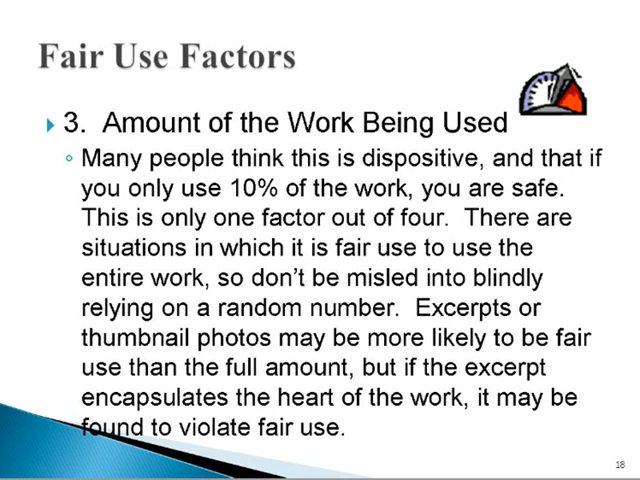 Fair Use Factors
3. Amount of the Work Being Used
Many people think this is dispositive, and that if
you only use 10% of the work, you are safe.
This is only one factor out of four. There are
situations in which it is fair use to use the
entire work, so don't be misled into blindly
relying on a random number. Excerpts or
thumbnail photos may be more likely to be fair
use than the full amount, but if the excerpt
encapsulates the heart of the work, it may be
found to violate fair use.
18